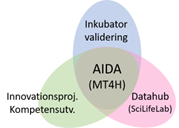 Inkubator
validering
AIDA
(MT4H)
Innovationsproj.
Kompetensutv.
Datahub
(SciLifeLab)